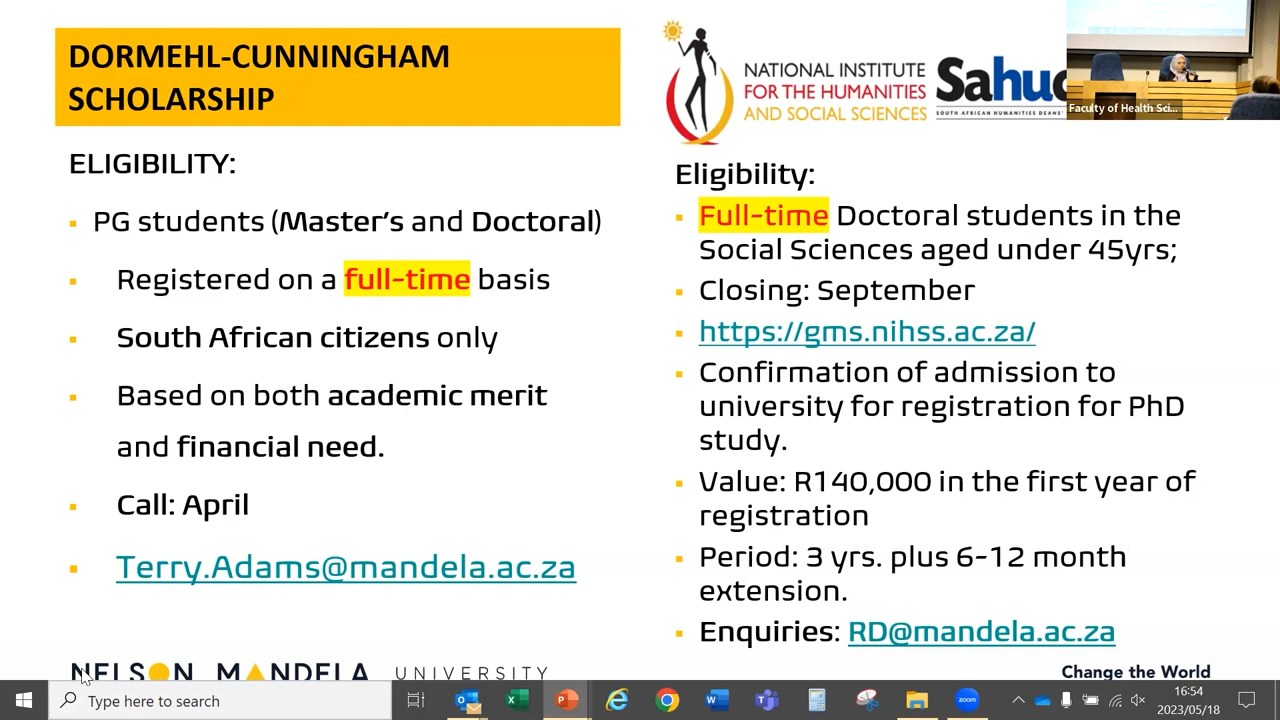 DORMEHL-CUNNINGHAM
SCHOLARSHIP
ELIGIBILITY:
PG students (Master's and Doctoral)
Registered on a full-time basis
South African citizens only
Based on both academic merit
and financial need.
Call: April
Terry.Adams@mandela.ac.za
NATIONAL INSTITUTE
FOR THE HUMANITIES
AND SOCIAL SCIENCES
SOUTH AFRICAN HUMANITIES DEANS'
Faculty of Health Sci...
Eligibility:
Full-time Doctoral students in the
Social Sciences aged under 45yrs;
Closing: September
https://gms.nihss.ac.za/
Confirmation of admission to
university for registration for PhD
study.
Value: R140,000 in the first year of
registration
Period: 3 yrs. plus 6-12 month
extension.
Enquiries: RD@mandela.ac.za
NELSON MANDELA UNIVERSITY
Change the World
Type here to search
16:54
2023/05/18